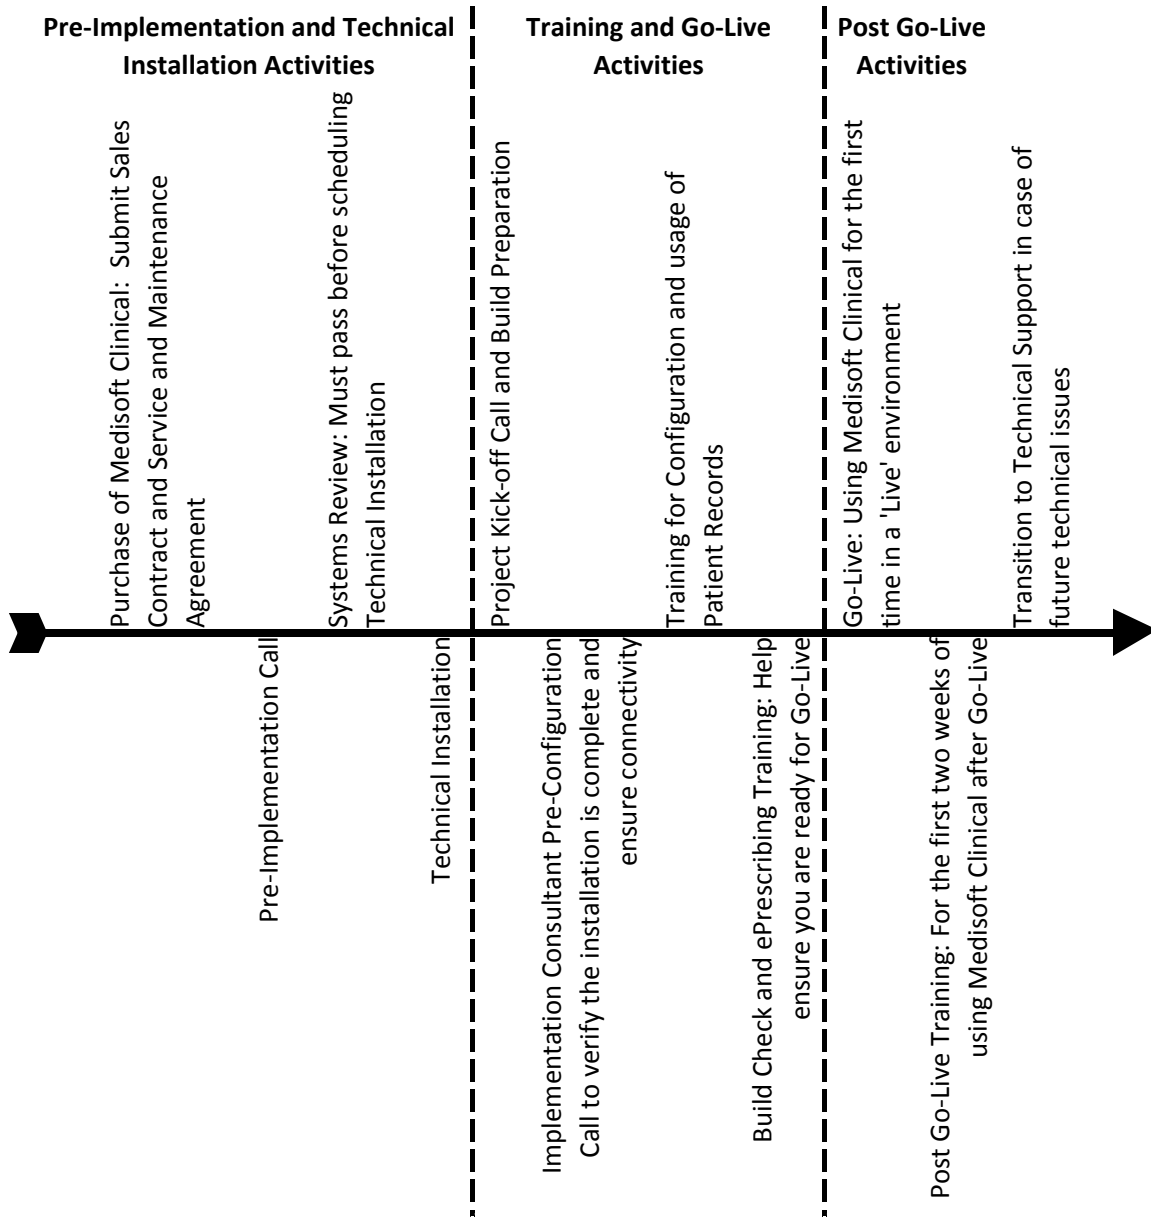 Pre-Implementation and Technical
Installation Activities
Training and Go-Live
Activities
Post Go-Live
Activities
Purchase of Medisoft Clinical:  Submit Sales
Contract and Service and Maintenance
Agreement
Pre-Implementation Call
Systems Review: Must pass before scheduling
Technical Installation
Technical Installation
Project Kick-off Call and Build Preparation
Implementation Consultant Pre-Configuration
Call to verify the installation is complete and
ensure connectivity
Training for Configuration and usage of
Patient Records
Build Check and ePrescribing Training: Help
ensure you are ready for Go-Live
Go-Live: Using Medisoft Clinical for the first
time in a 'Live' environment
Post Go-Live Training: For the first two weeks of
using Medisoft Clinical after Go-Live
Transition to Technical Support in case of
future technical issues